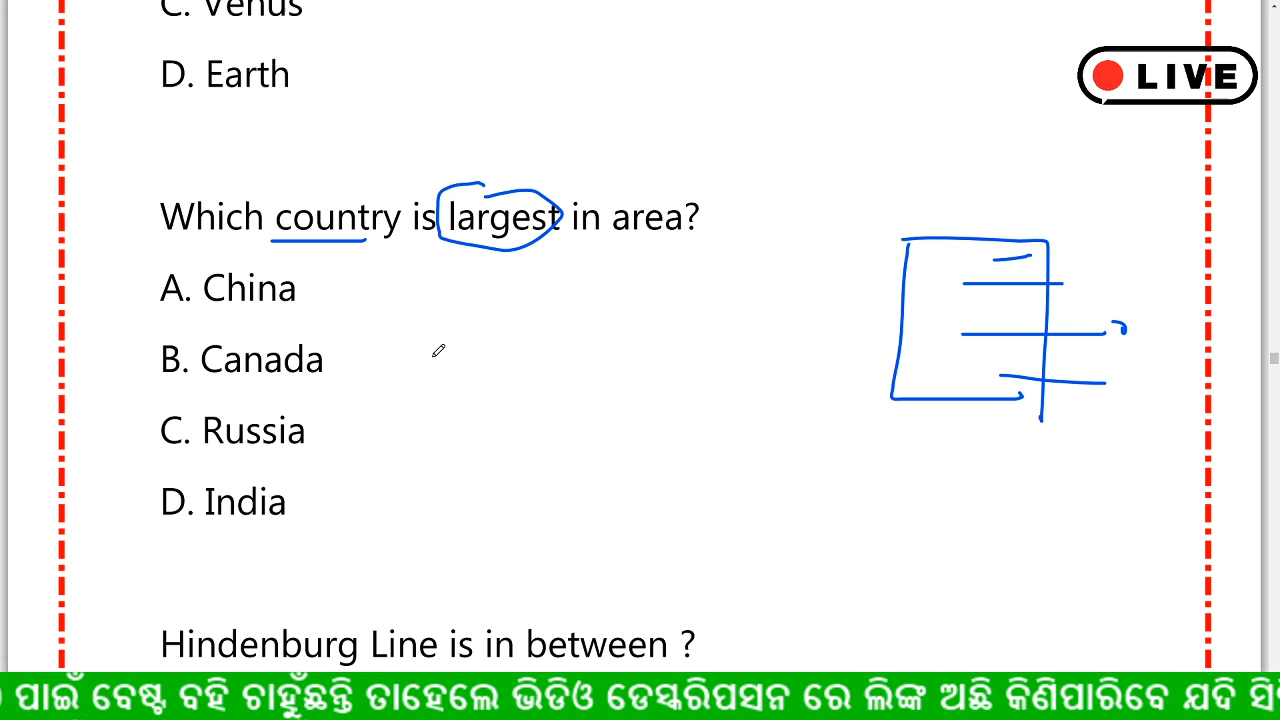 C. Venus
D. Earth
LIVE
Which country is largest in area?
A. China
B. Canada
C. Russia
D. India
Hindenburg Line is in between ?
ପାଇଁ ବେଷ୍ଟ ବହି ଚାହୁଁଛନ୍ତି ତାହେଲେ ଭିଡିଓ ଡେସ୍କରିପସନ ରେ ଲିଙ୍କ ଅଛି କିଣିପାରିବେ ଯଦି